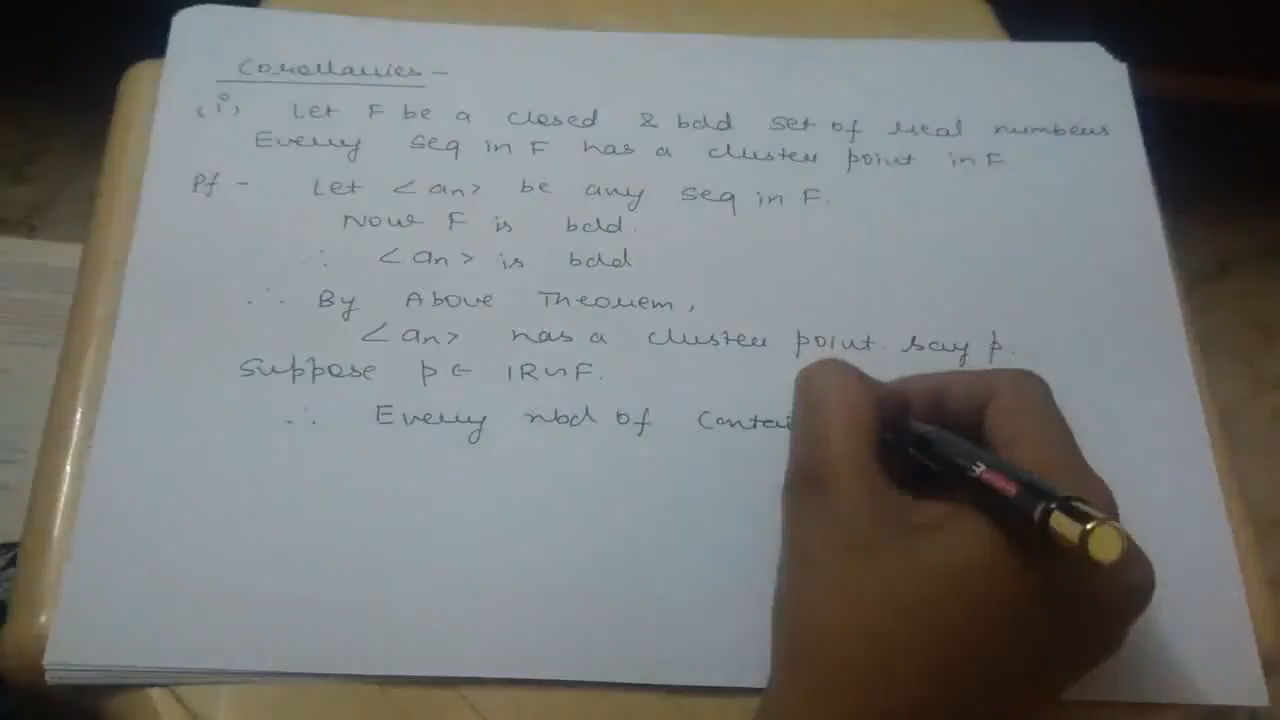 Corollaries -
(i) Let F be a closed & bdd set of real numbers
Every seq in F has a cluster point in F
Pf - Let <an> be any seq in F.
Now F is bdd.
∴ <an> is bdd
∴ By Above Theorem,
<an> has a cluster point say p.
Suppose p ∈ IR~F.
∴ Every nbd of Contai